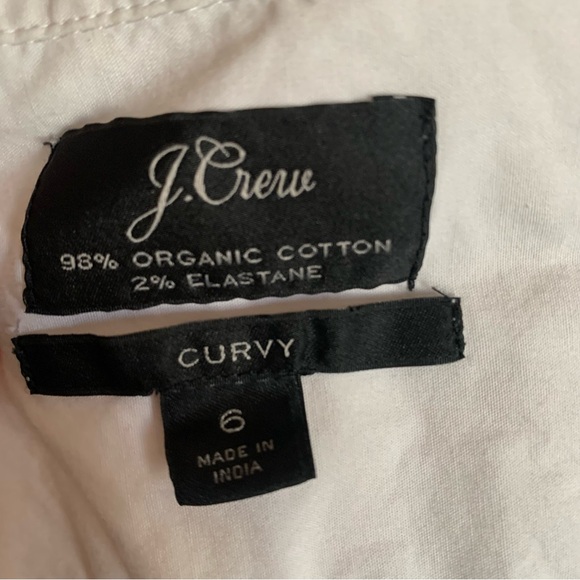 J.Crew
98% ORGANIC COTTON
2% ELASTANE
CURVY
6
MADE IN
INDIA